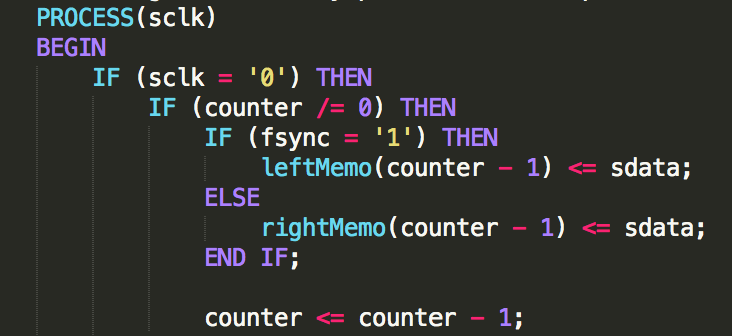 PROCESS(sclk)
BEGIN
IF (sclk = '0') THEN
IF (counter /= 0) THEN
IF (fsync = '1') THEN
leftMemo(counter - 1) <= sdata;
ELSE
rightMemo(counter - 1) <= sdata;
END IF;
counter <= counter - 1;